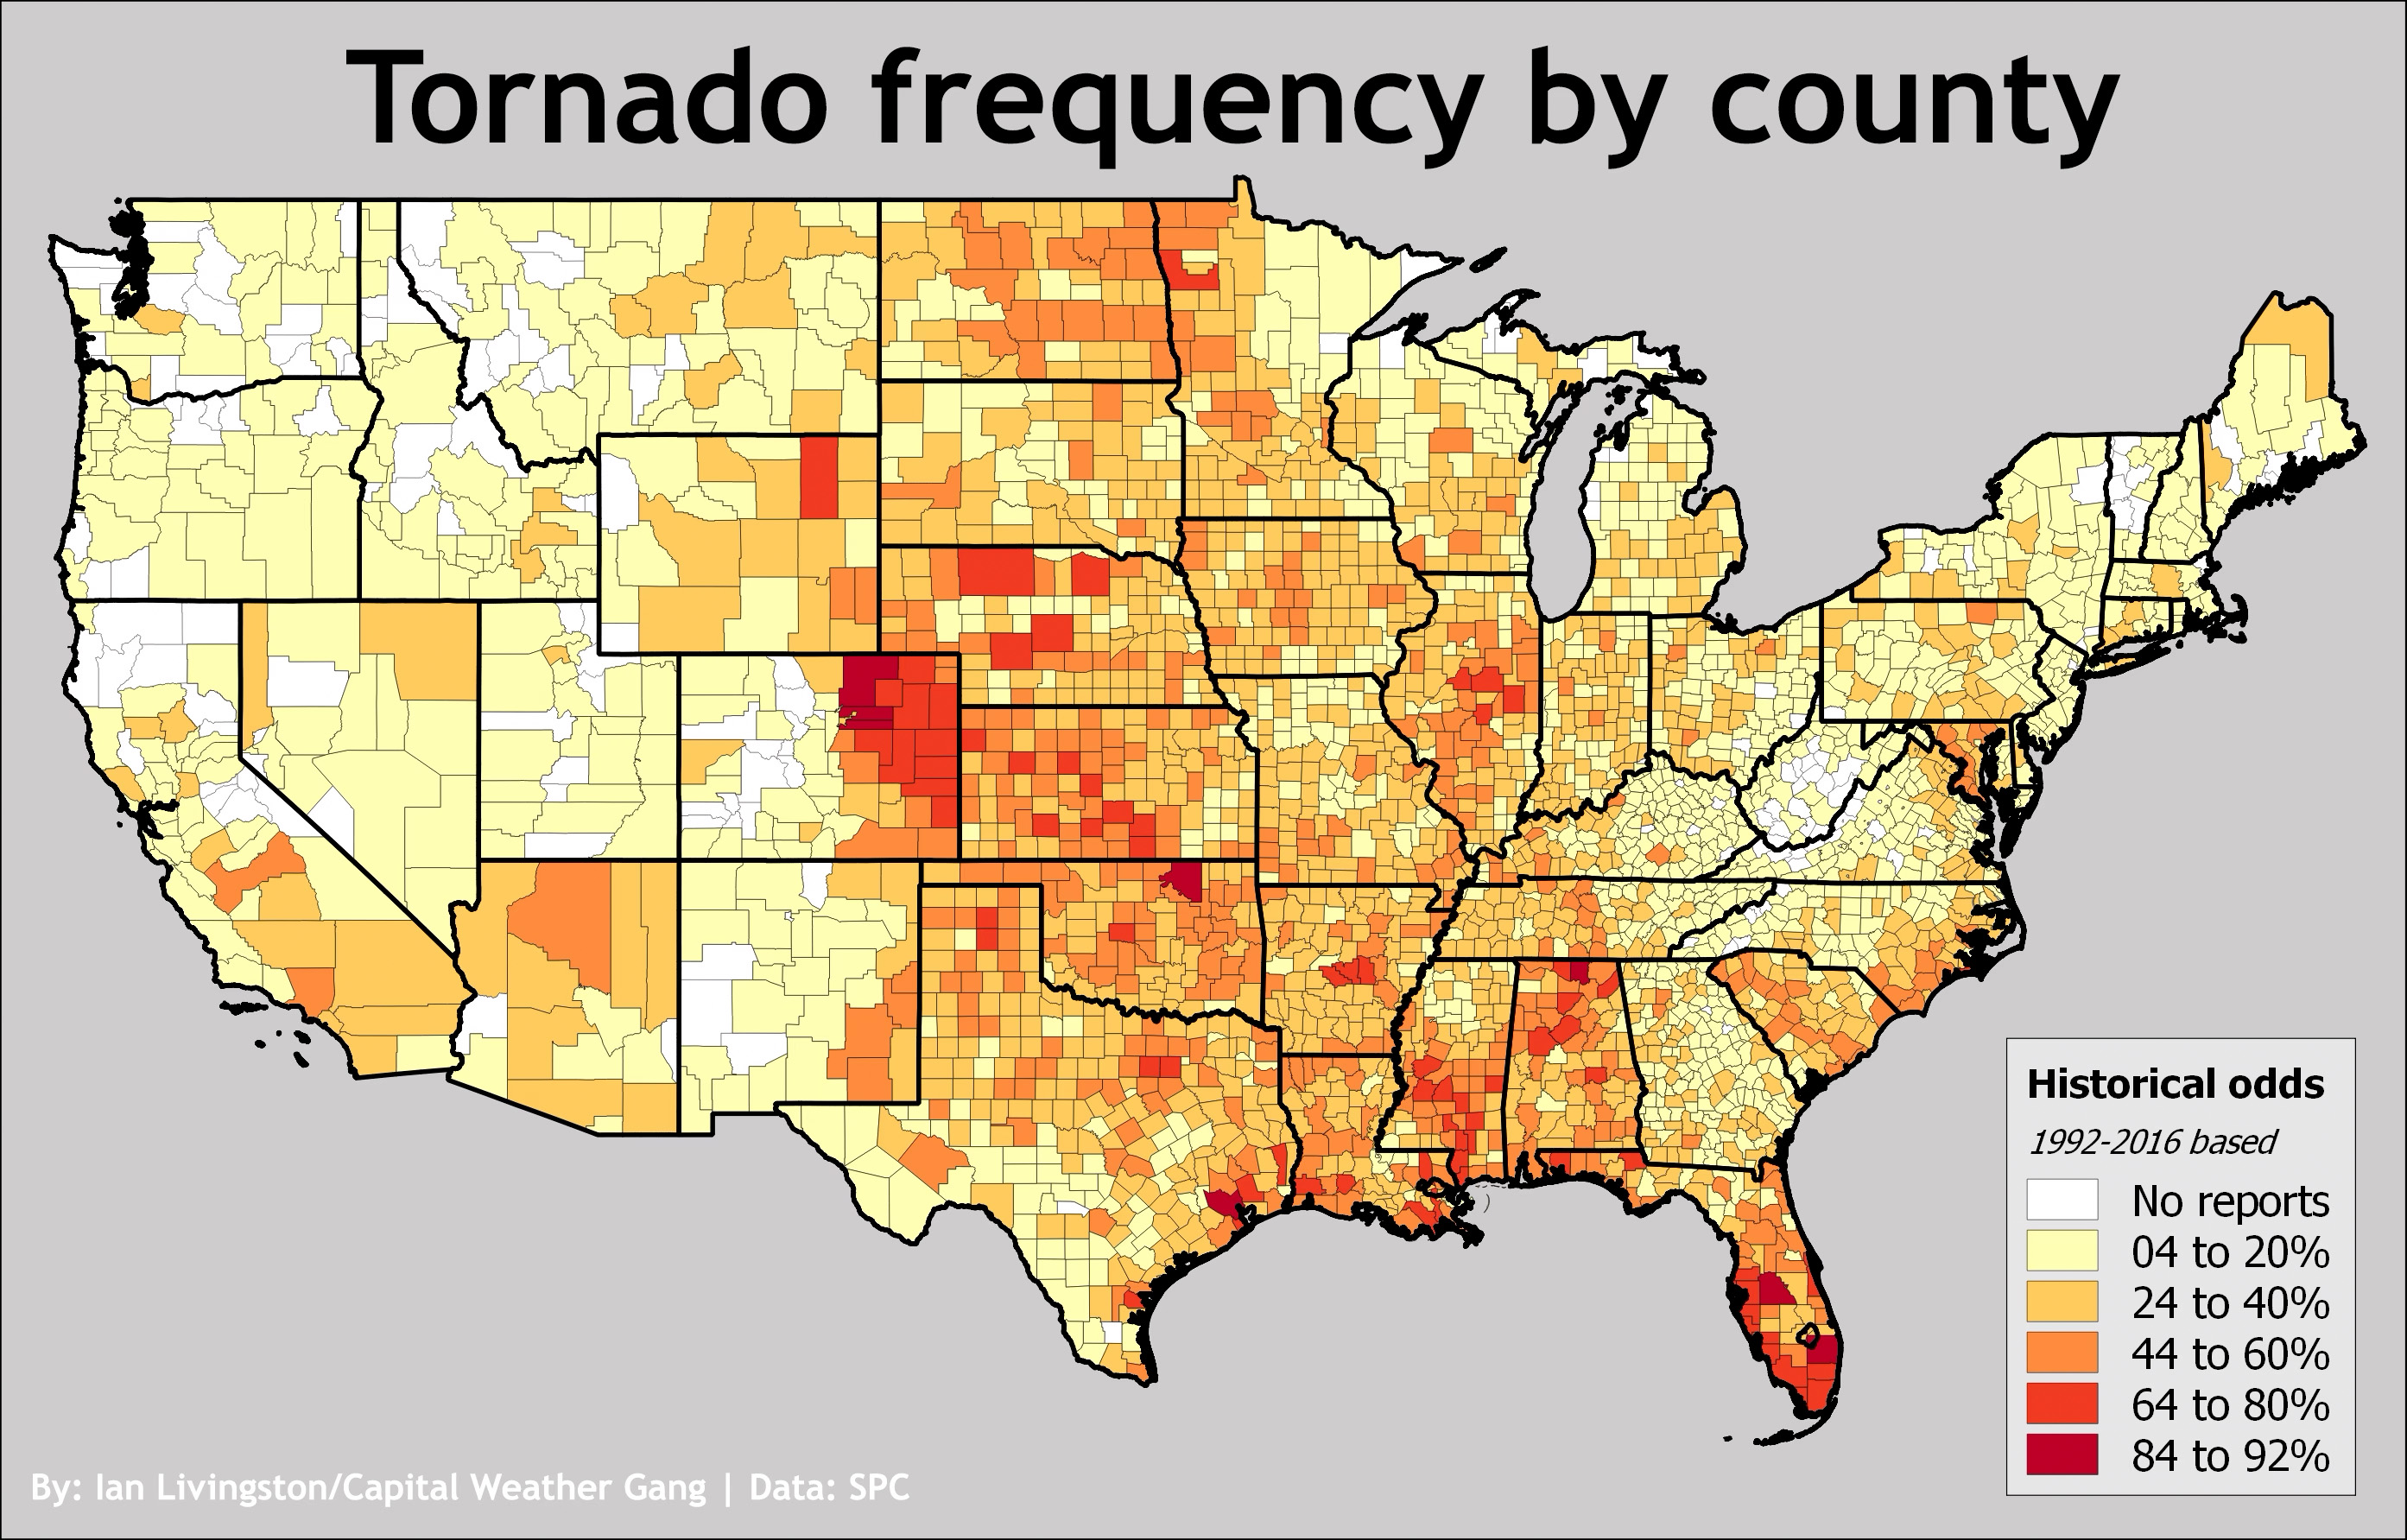 Tornado frequency by county
Historical odds
1992-2016 based
No reports
04 to 20%
24 to 40%
44 to 60%
64 to 80%
84 to 92%
By: Ian Livingston/Capital Weather Gang | Data: SPC